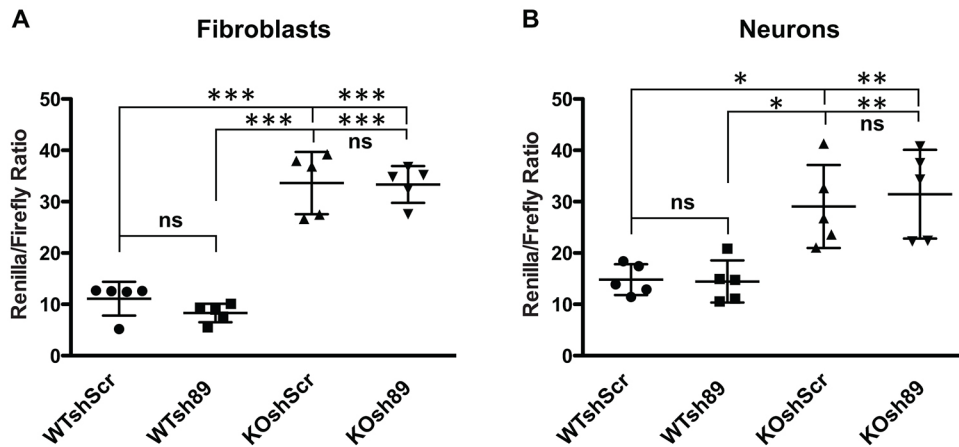 A
Fibroblasts
*** ***
*** ***
ns
ns
Renilla/Firefly Ratio
50
40
30
20
10
0
WTshScr
WTsh89
KOshScr
KOsh89
B
Neurons
* **
* **
ns
ns
Renilla/Frefly Ratio
50
40
30
20
10
0
WTshScr
WTsh89
KOshScr
KOsh89